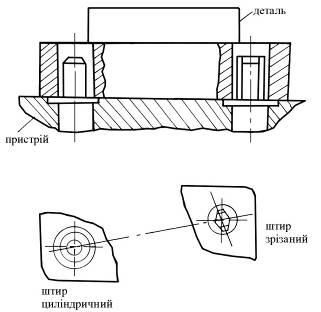 деталь
пристрій
штир
зрізаний
штир
циліндричний